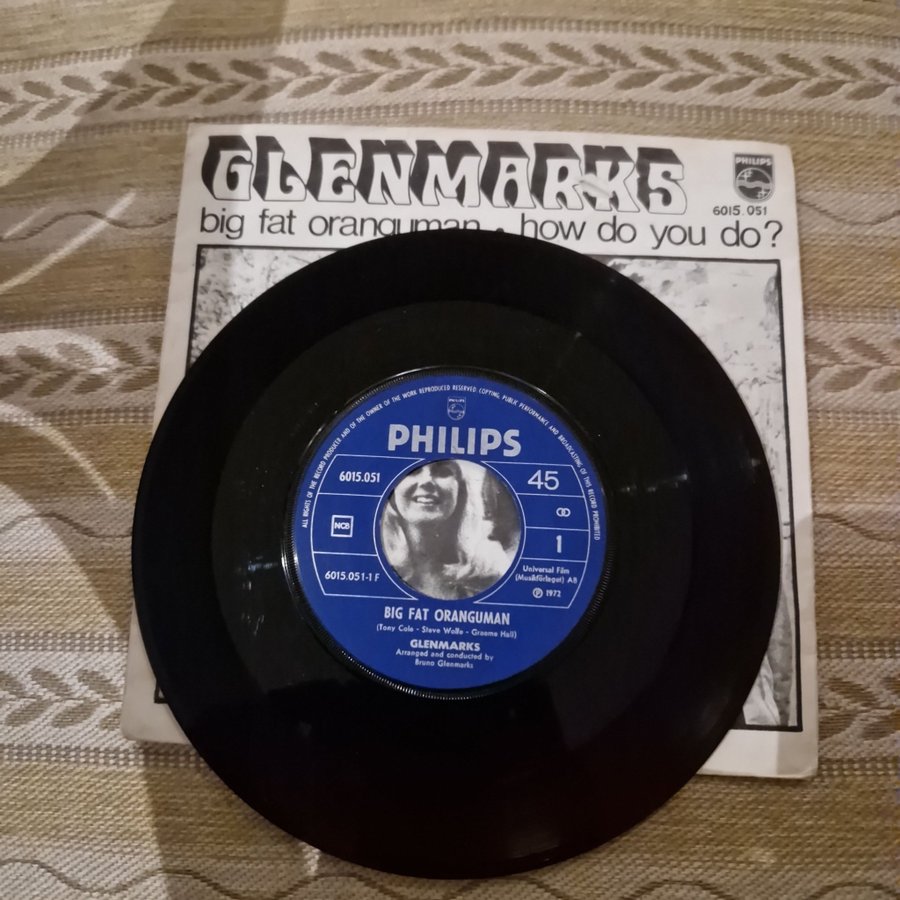 GLENMARKS
PHILIPS
6015.051
big fat oranguman • how do you do?
ALL RIGHTS OF THE RECORD PRODUCER AND OF THE OWNER OF THE WORK REPRODUCED RESERVED. COPYING, PUBLIC PERFORMANCE AND BROADCASTING OF THIS RECORD PROHIBITED
PHILIPS
PHILIPS
6015.051
45
NCB
1
6015.051-1 F
Universal Film
(Musikförlaget) AB
℗ 1972
BIG FAT ORANGUMAN
(Tony Cole - Steve Wolfe - Graeme Hall)
GLENMARKS
Arranged and conducted by
Bruno Glenmarks